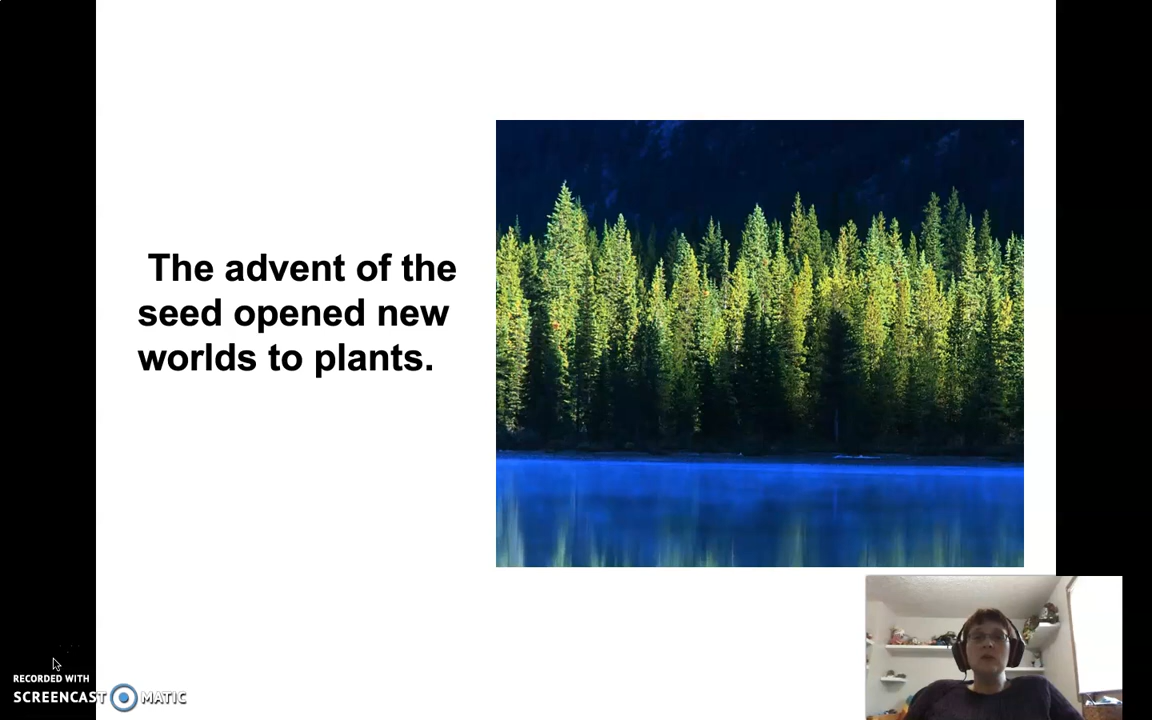 The advent of the
seed opened new
worlds to plants.
RECORDED WITH
SCREENCAST MATIC